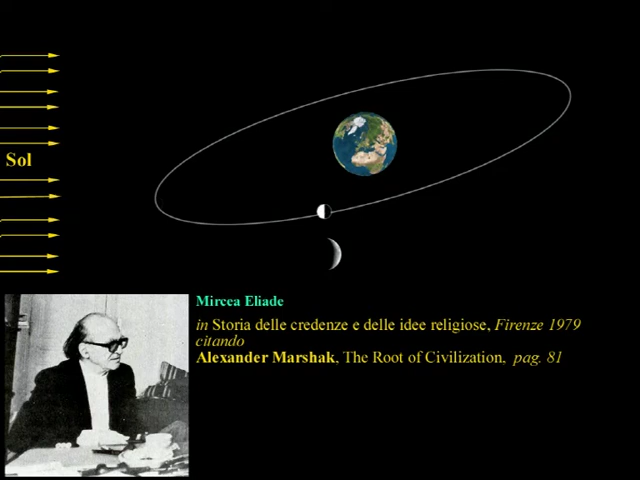 Sol
Mircea Eliade
in Storia delle credenze e delle idee religiose, Firenze 1979
citando
Alexander Marshak, The Root of Civilization, pag. 81